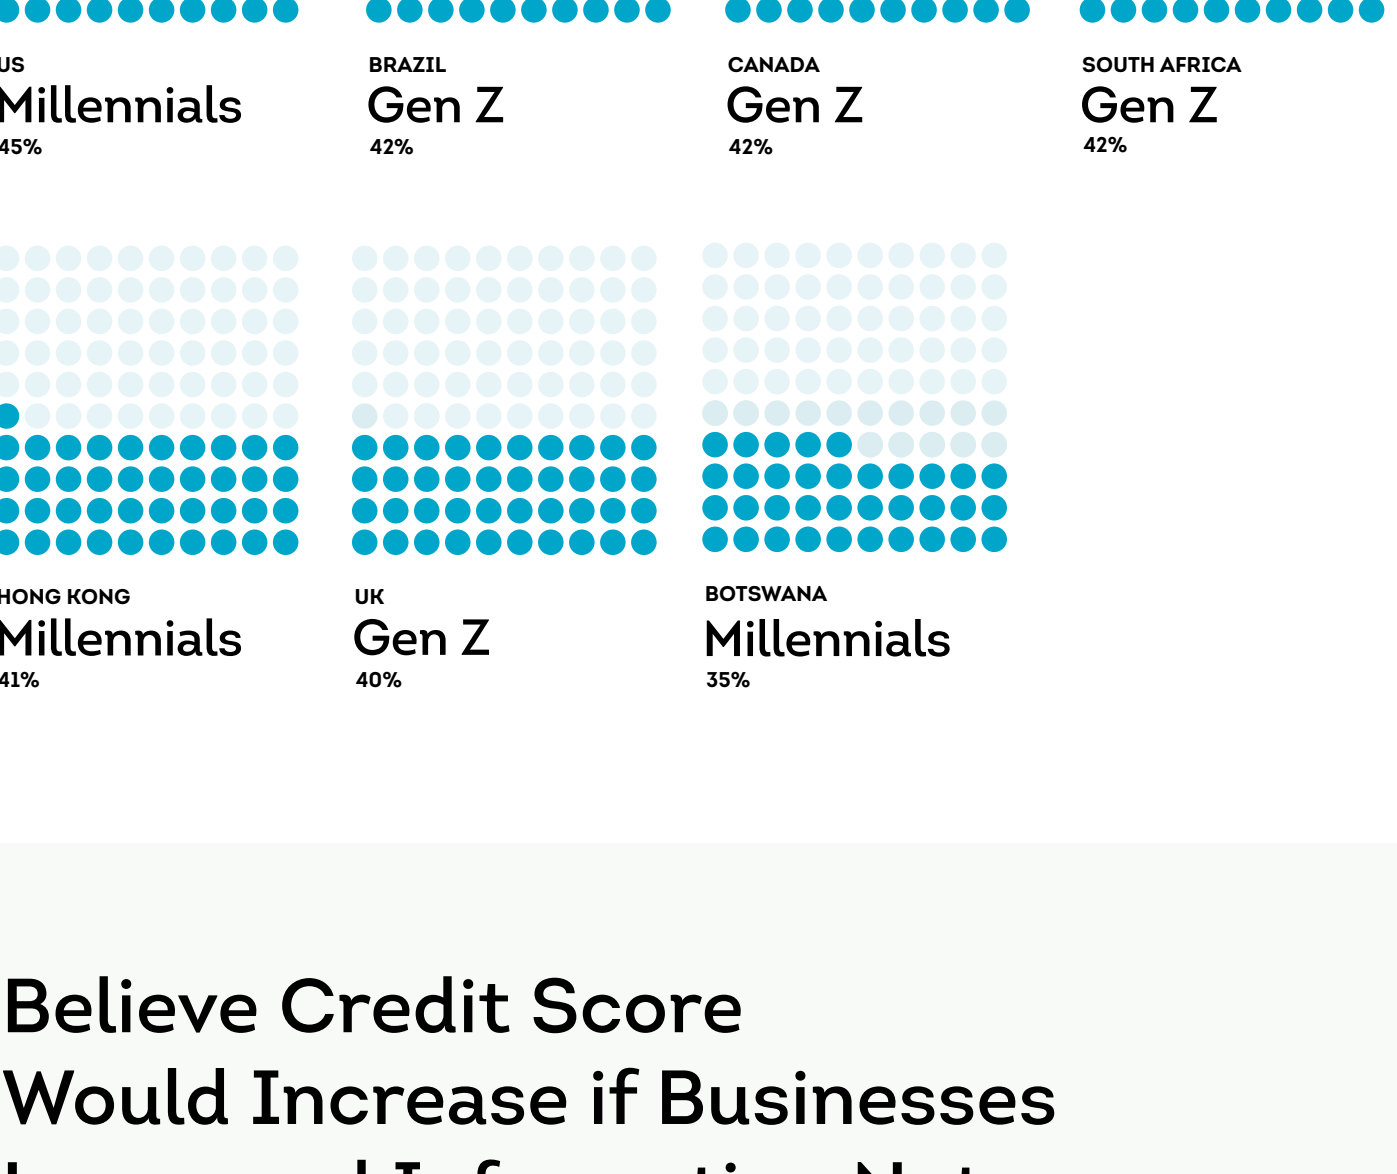 US
BRAZIL
CANADA
SOUTH AFRICA
Millennials
Gen Z
Gen Z
Gen Z
45%
42%
42%
42%
HONG KONG
UK
BOTSWANA
Millennials
Gen Z
Millennials
41%
40%
35%
Believe Credit Score
Would Increase if Businesses